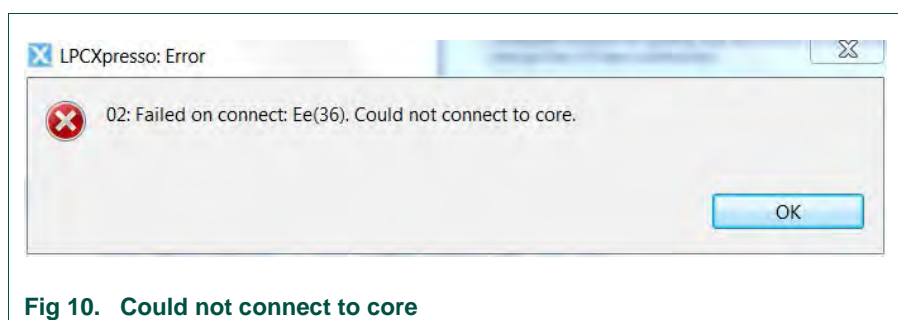 LPCXpresso: Error
02: Failed on connect: Ee(36). Could not connect to core.
OK
Fig 10. Could not connect to core